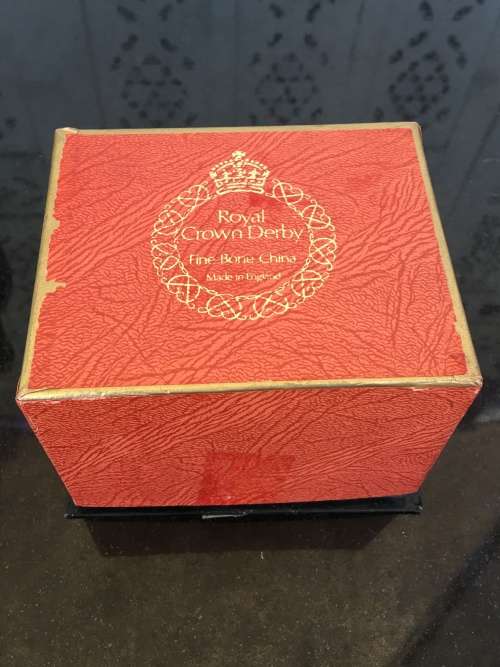 Royal
Crown Derby
Fine Bone China
Made in England